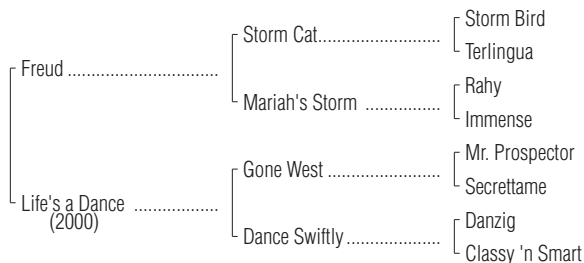 Storm Bird
Storm Cat..........................
Terlingua
Freud ................................
Rahy
Mariah's Storm ................
Immense
Mr. Prospector
Gone West ........................
Secrettame
Life's a Dance ..................
(2000)
Danzig
Dance Swiftly....................
Classy 'n Smart